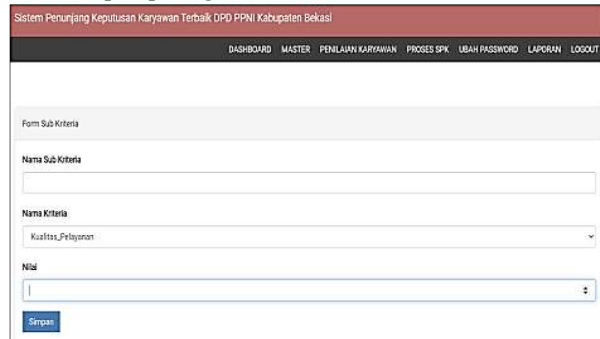 Sistem Penunjang Keputusan Karyawan Terbaik DPD PPNI Kabupaten Bekasi
DASHBOARD MASTER PENILAIAN KARYAWAN PROSES SPK UBAH PASSWORD LAPORAN LOGOUT
Form Sub Kriteria
Nama Sub Kriteria
Nama Kriteria
Kualitas_Pelayanan
Nilai
Simpan